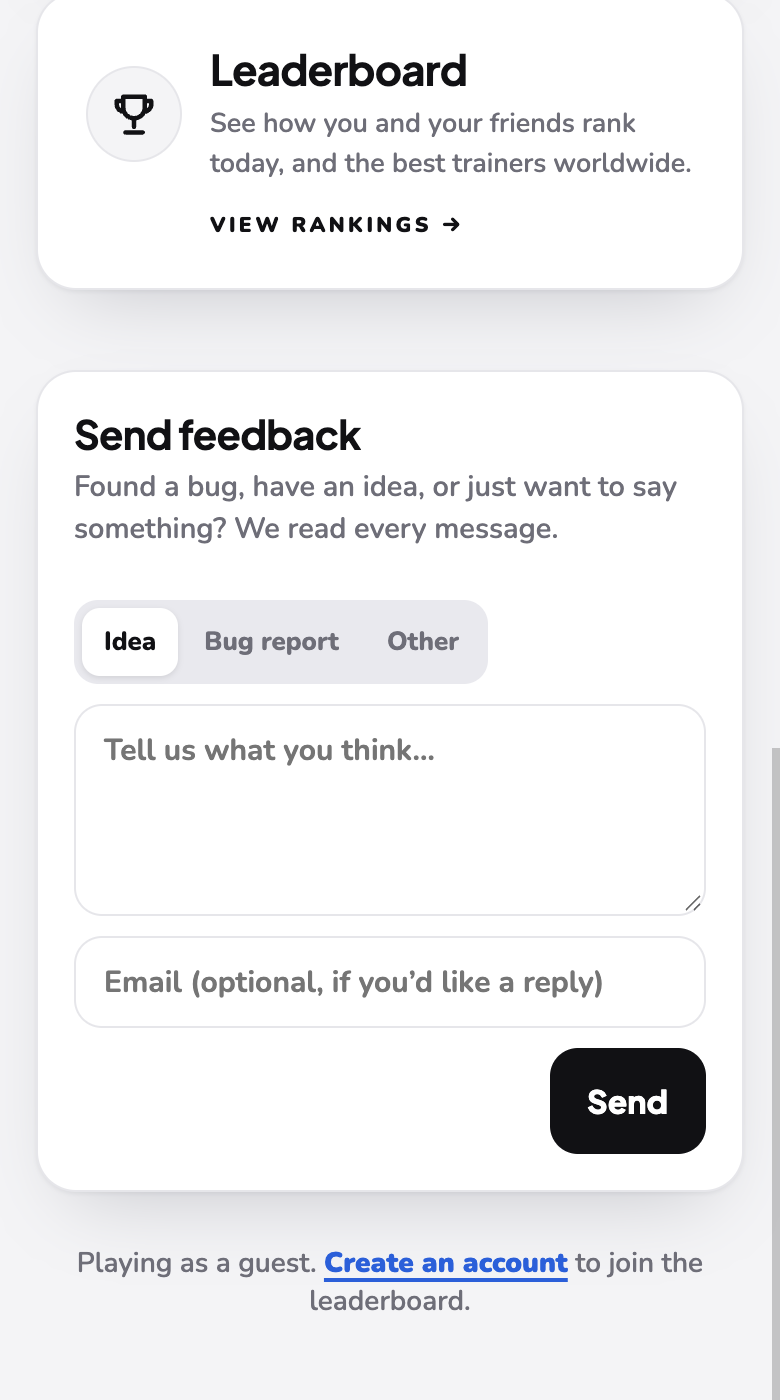 Leaderboard
See how you and your friends rank
today, and the best trainers worldwide.
VIEW RANKINGS →
Send feedback
Found a bug, have an idea, or just want to say
something? We read every message.
Idea Bug report Other
Tell us what you think...
Email (optional, if you’d like a reply)
Send
Playing as a guest. Create an account to join the
leaderboard.